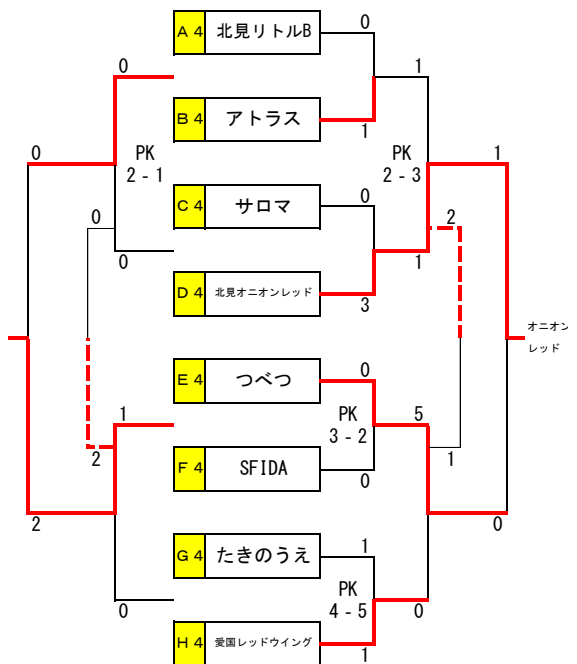 A4 北見リトルB 0
0 1
B4 アトラス 1
PK
2 - 1
PK
2 - 3
0 1
C4 サロマ 0
0 2
0 1
D4 北見オニオンレッド 3
オニオン
レッド
E4 つべつ 0
1 5
PK
3 - 2
2 1
F4 SFIDA 0
2 0
G4 たきのうえ 1
PK
4 - 5
0 0
H4 愛国レッドウイング 1